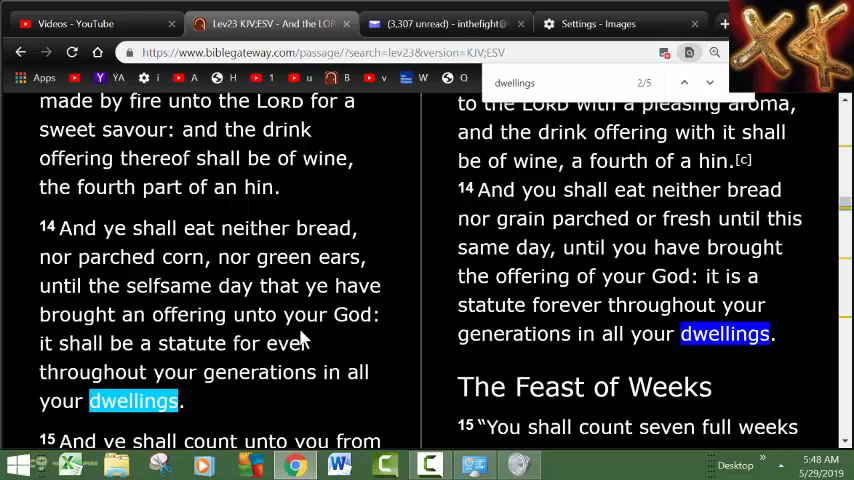 Videos - YouTube
Lev23 KJV;ESV - And the LOR
(3,307 unread) - inthefight@
Settings - Images
https://www.biblegateway.com/passage/?search=lev23&version=KJV;ESV
Apps
YA
i
A
H
1
u
B
v
W
Q
dwellings 2/5
made by fire unto the LORD for a
sweet savour: and the drink
offering thereof shall be of wine,
the fourth part of an hin.
14 And ye shall eat neither bread,
nor parched corn, nor green ears,
until the selfsame day that ye have
brought an offering unto your God:
it shall be a statute for ever
throughout your generations in all
your dwellings.
15 And ye shall count unto you from
to the LORD with a pleasing aroma,
and the drink offering with it shall
be of wine, a fourth of a hin.[c]
14 And you shall eat neither bread
nor grain parched or fresh until this
same day, until you have brought
the offering of your God: it is a
statute forever throughout your
generations in all your dwellings.
The Feast of Weeks
15 “You shall count seven full weeks
Desktop
5:48 AM
5/29/2019